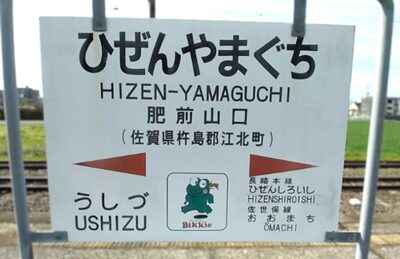 ひぜんやまぐち
HIZEN-YAMAGUCHI
肥前山口
(佐賀県杵島郡江北町)
うしづ
USHIZU
Bikkie
長崎本線
ひぜんしろいし
HIZENSHIROISHI
佐世保線
おおまち
ŌMACHI